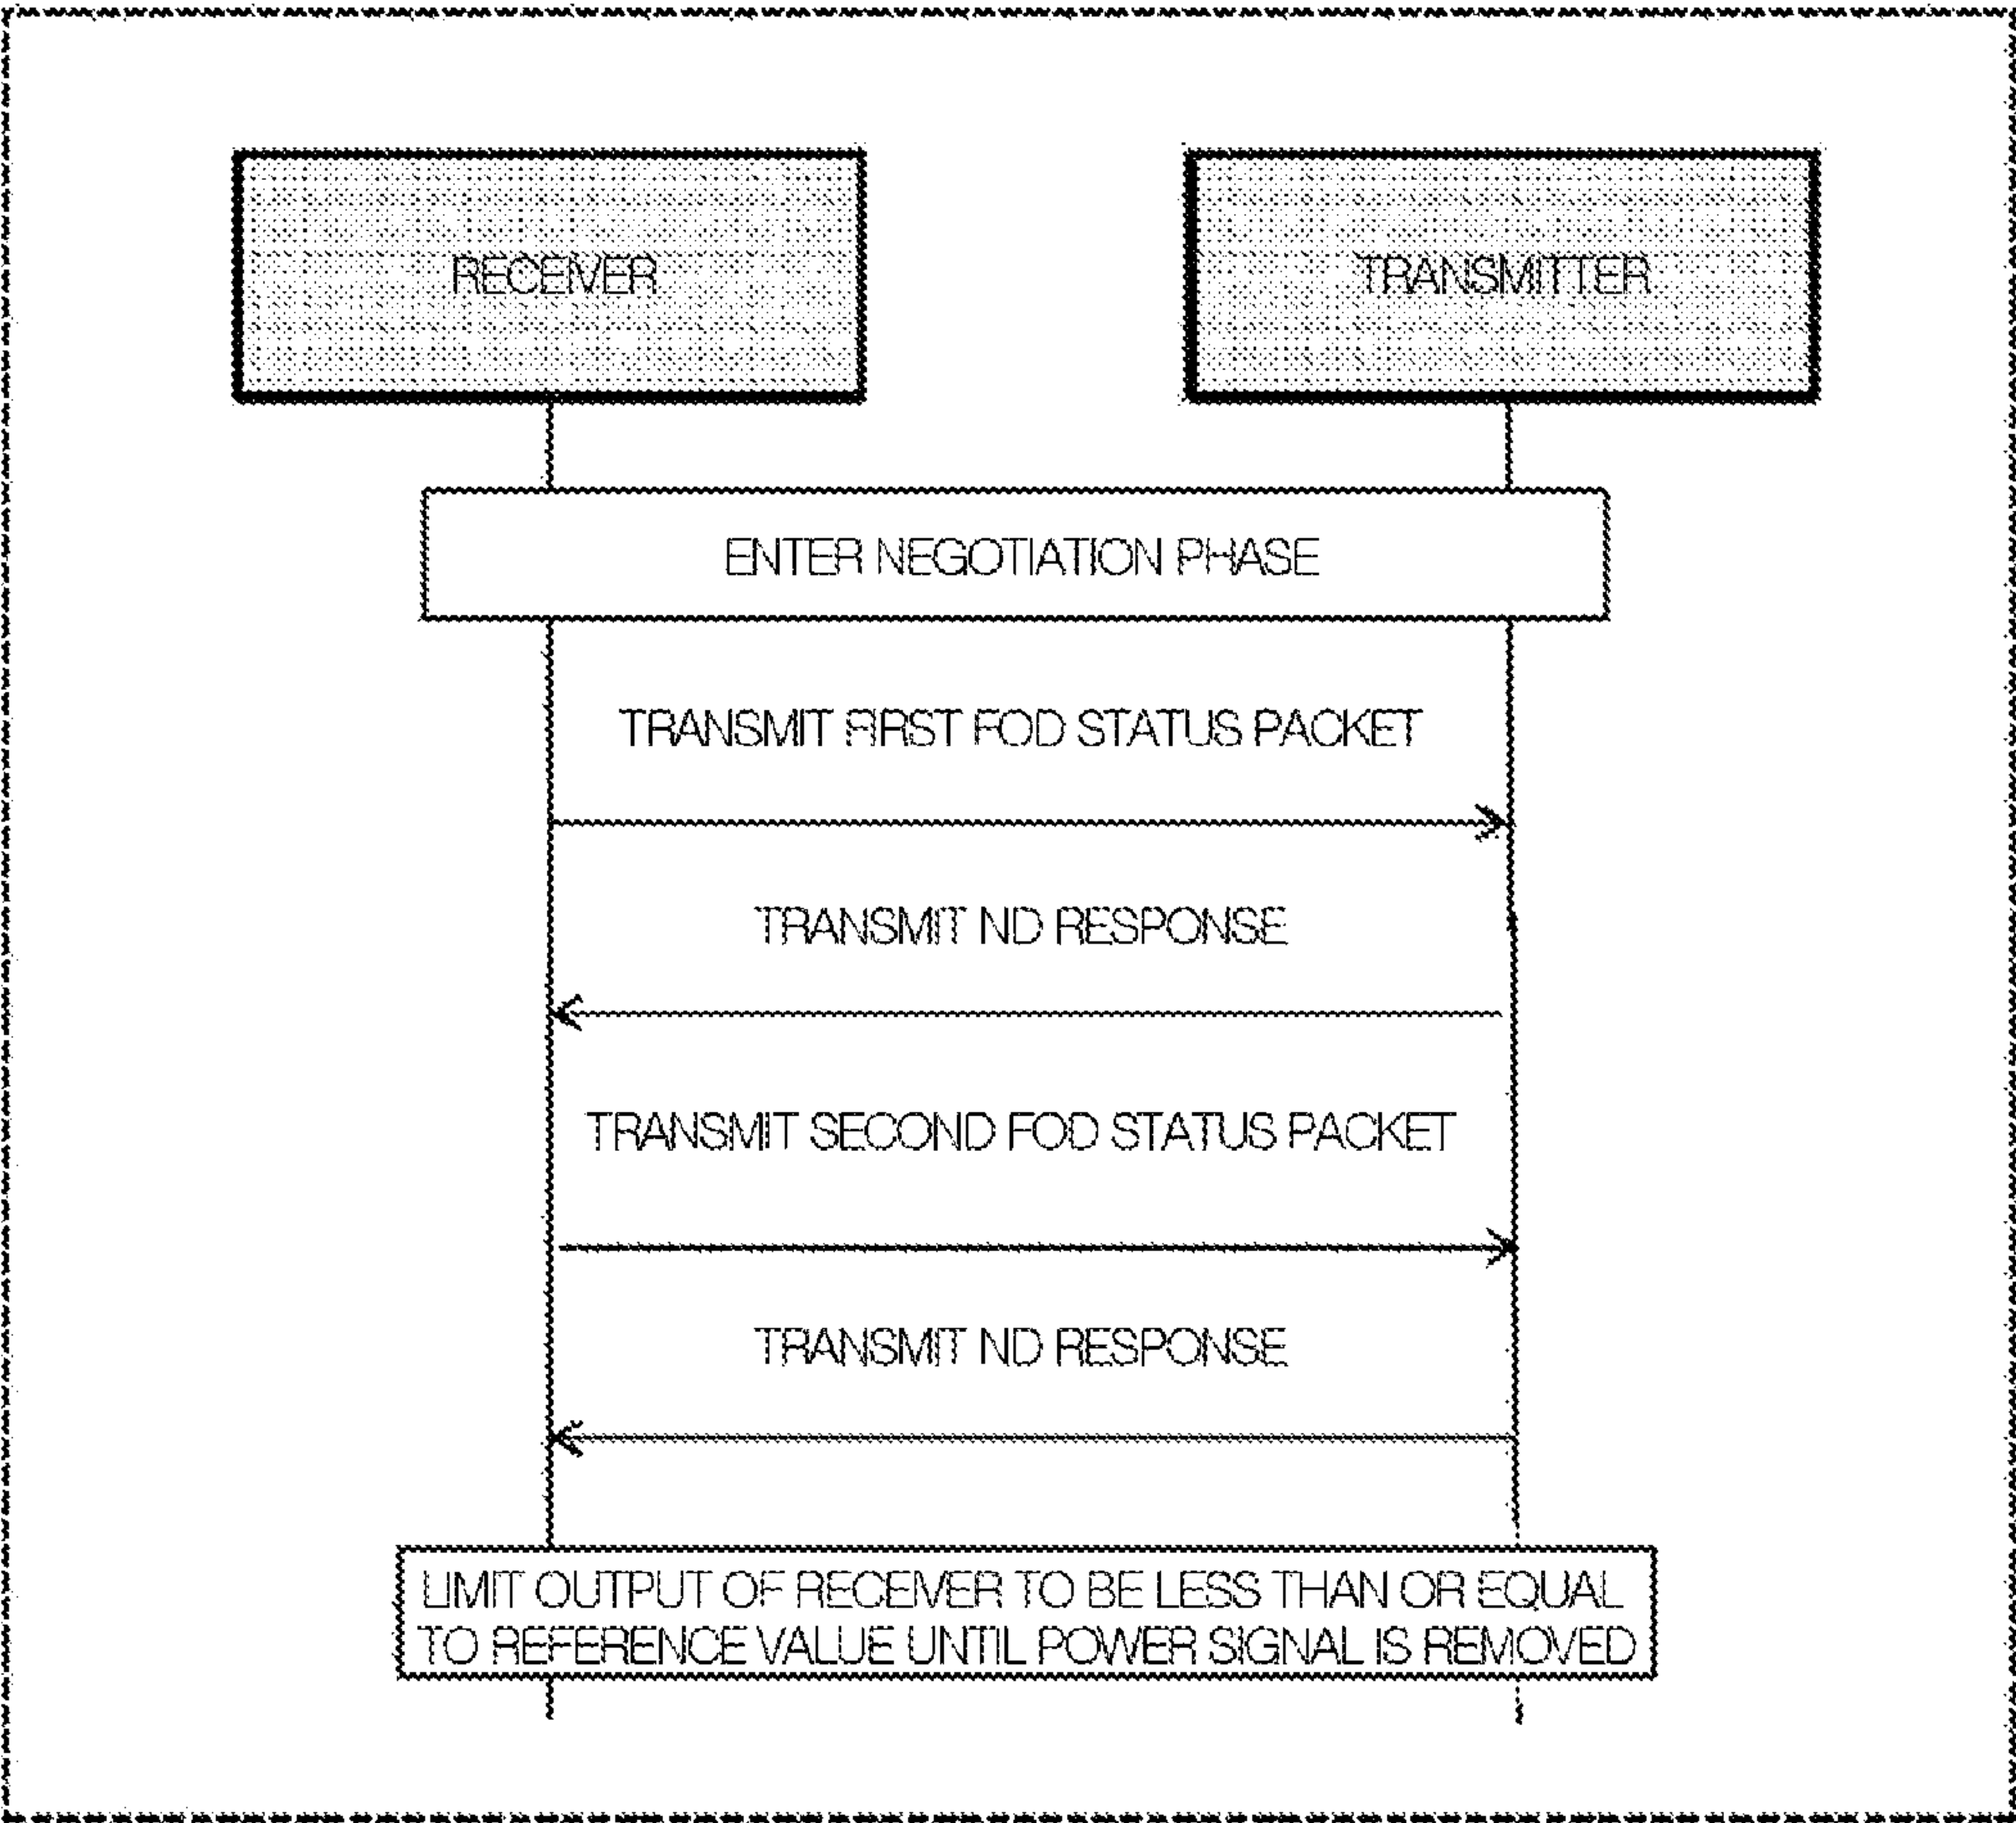 RECEIVER
TRANSMITTER
ENTER NEGOTIATION PHASE
TRANSMIT FIRST FOD STATUS PACKET
TRANSMIT ND RESPONSE
TRANSMIT SECOND FOD STATUS PACKET
TRANSMIT ND RESPONSE
LIMIT OUTPUT OF RECEIVER TO BE LESS THAN OR EQUAL
TO REFERENCE VALUE UNTIL POWER SIGNAL IS REMOVED